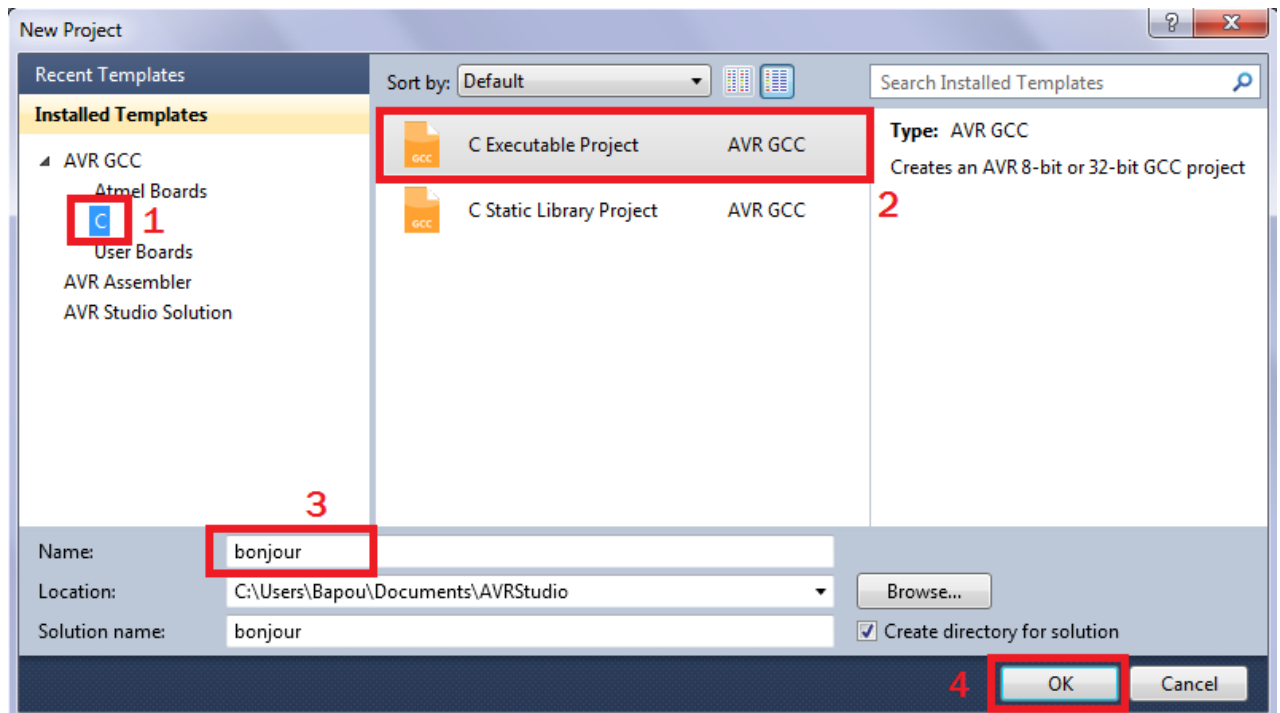 New Project
Recent Templates
Installed Templates
AVR GCC
Atmel Boards
C 1
User Boards
AVR Assembler
AVR Studio Solution
Sort by: Default
GCC C Executable Project AVR GCC
GCC C Static Library Project AVR GCC
2
Search Installed Templates
Type: AVR GCC
Creates an AVR 8-bit or 32-bit GCC project
3
Name: bonjour
Location: C:\Users\Bapou\Documents\AVRStudio Browse...
Solution name: bonjour Create directory for solution
4 OK Cancel